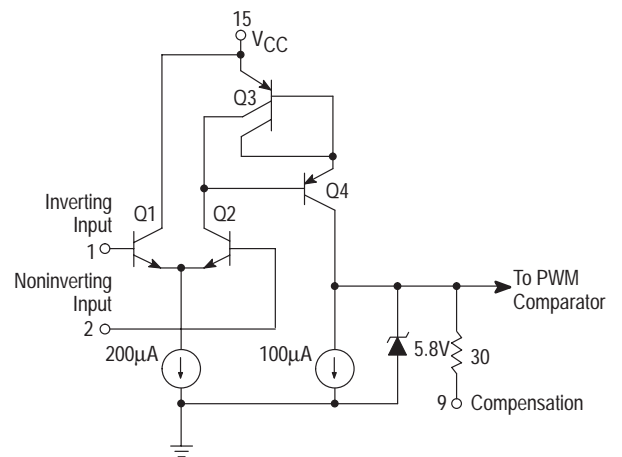 15
VCC
Q3
Q4
Inverting
Input
Q1
Q2
1
Noninverting
Input
2
To PWM
Comparator
200µA
100µA
5.8V
30
9
Compensation